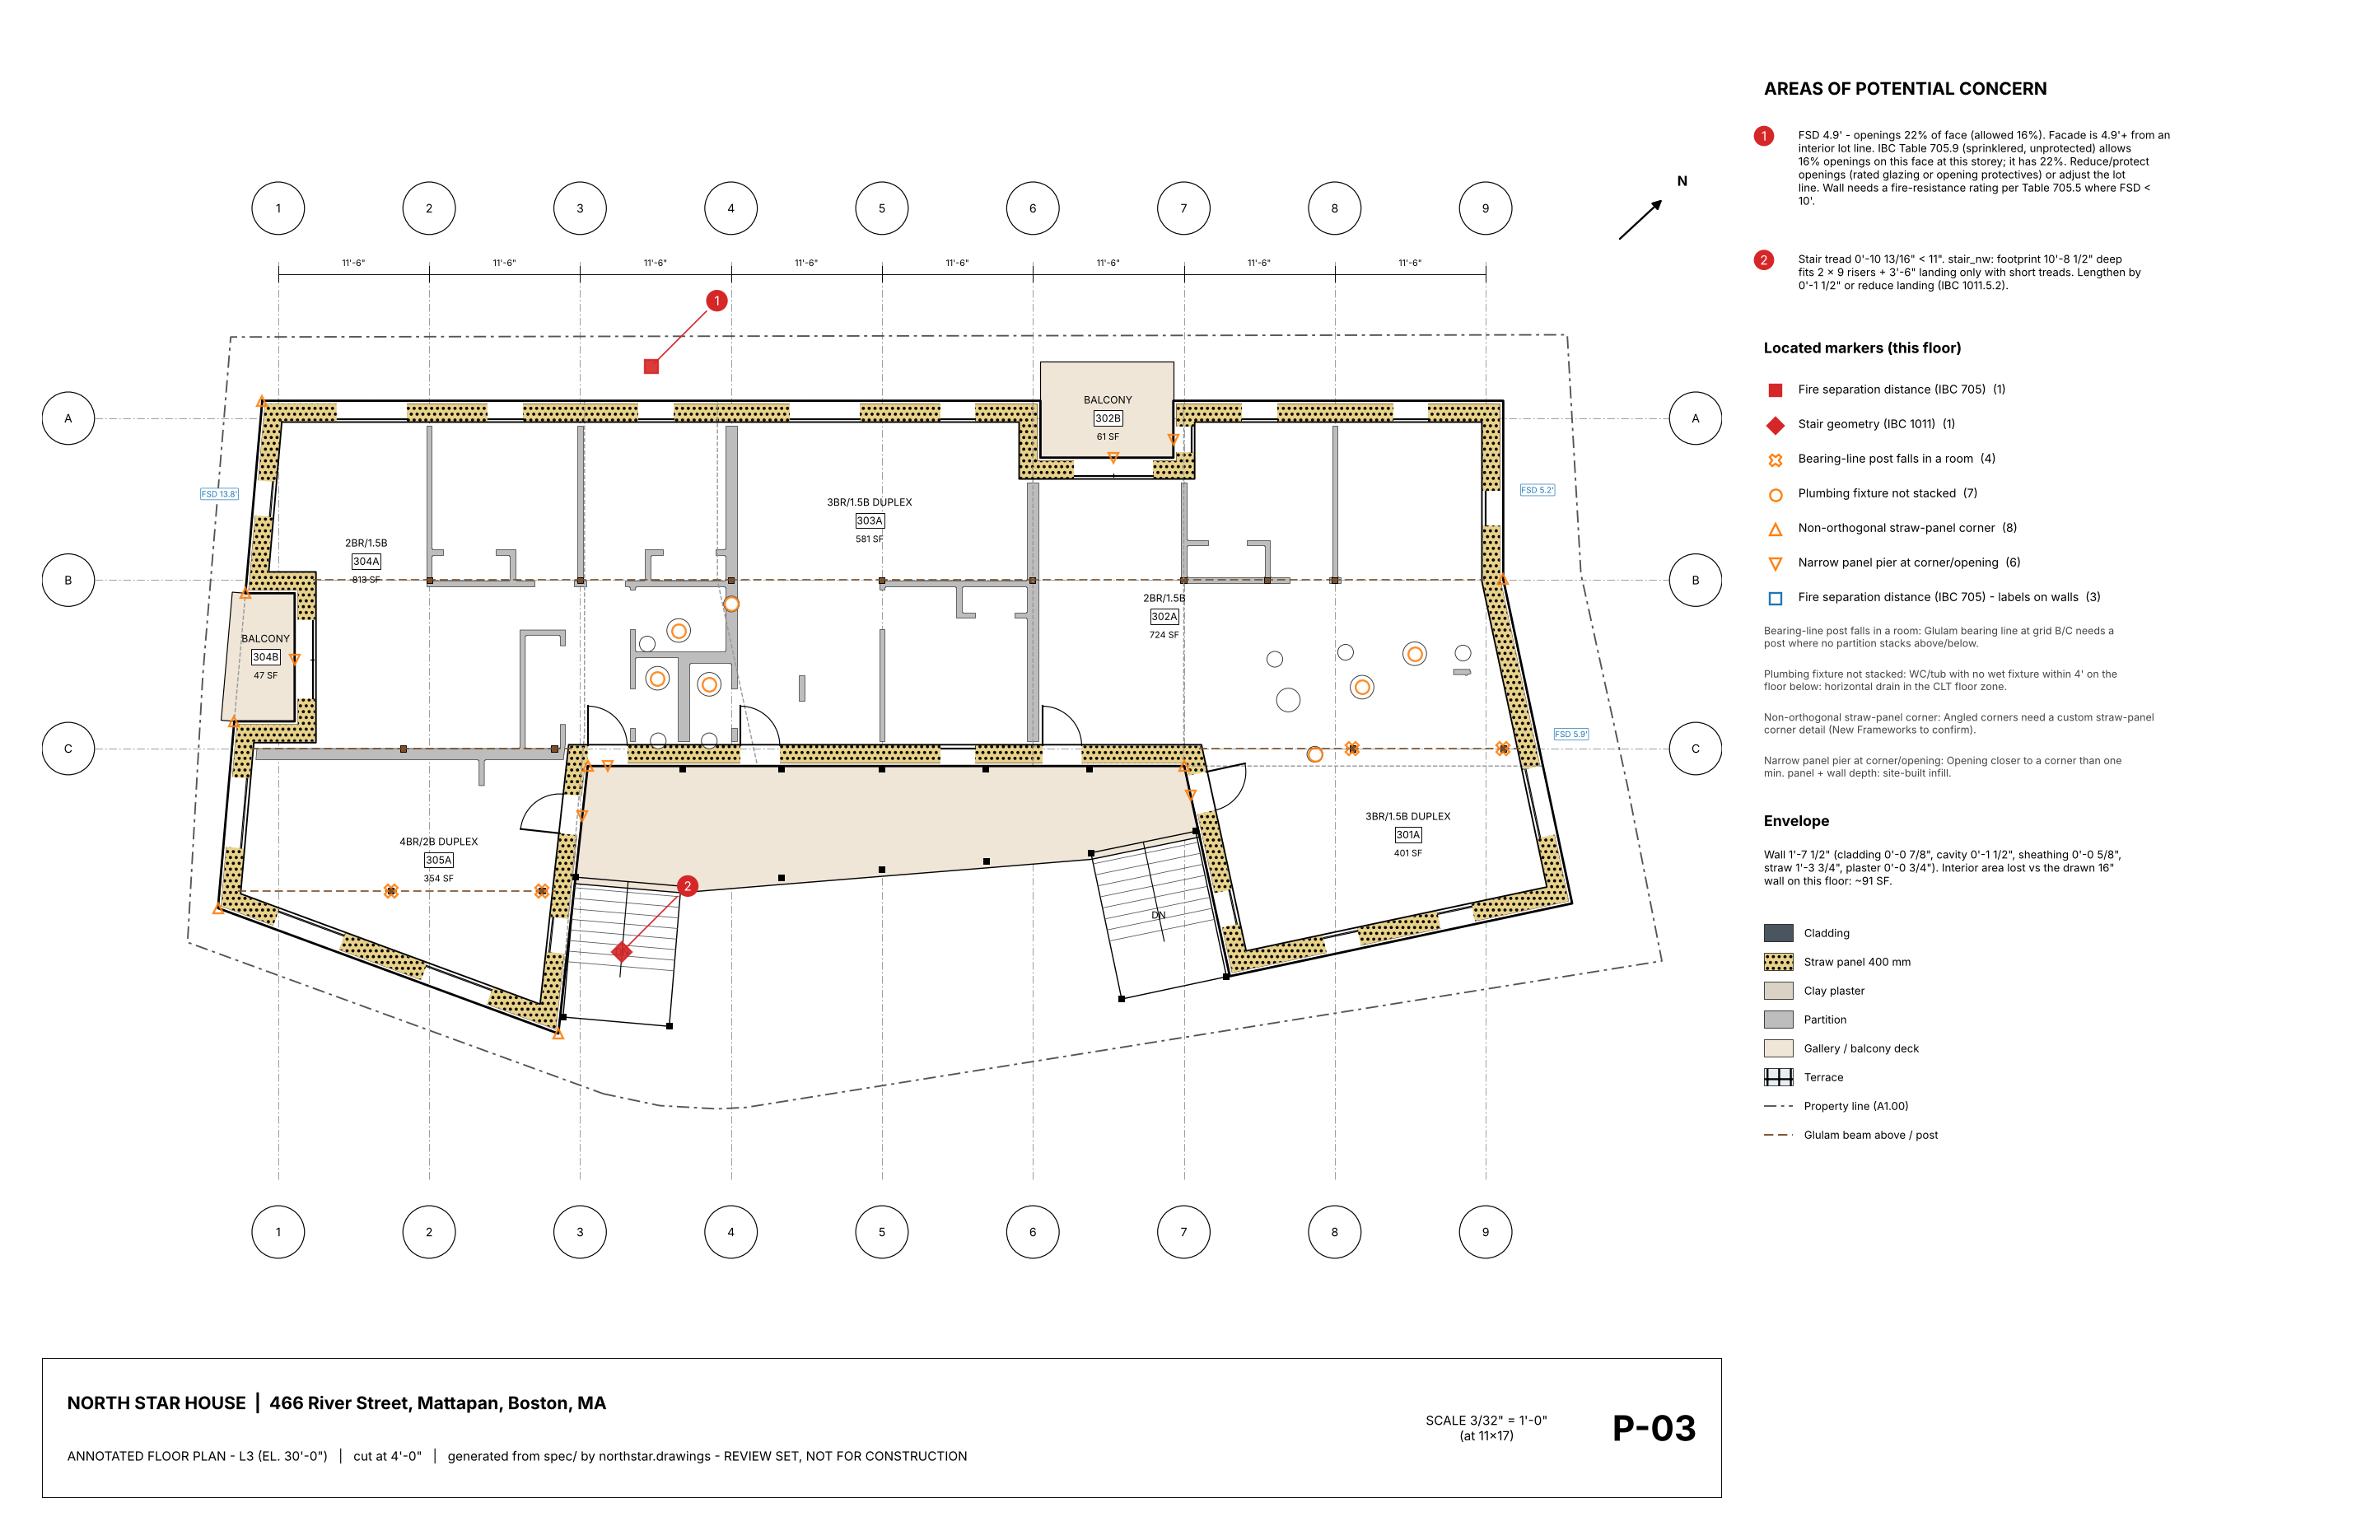 AREAS OF POTENTIAL CONCERN
1
FSD 4.9' - openings 22% of face (allowed 16%). Facade is 4.9'+ from an
interior lot line. IBC Table 705.9 (sprinklered, unprotected) allows
16% openings on this face at this storey; it has 22%. Reduce/protect
openings (rated glazing or opening protectives) or adjust the lot
line. Wall needs a fire-resistance rating per Table 705.5 where FSD <
10'.
2
Stair tread 0'-10 13/16" < 11". stair_nw: footprint 10'-8 1/2" deep
fits 2 × 9 risers + 3'-6" landing only with short treads. Lengthen by
0'-1 1/2" or reduce landing (IBC 1011.5.2).
Located markers (this floor)
Fire separation distance (IBC 705) (1)
Stair geometry (IBC 1011) (1)
Bearing-line post falls in a room (4)
Plumbing fixture not stacked (7)
Non-orthogonal straw-panel corner (8)
Narrow panel pier at corner/opening (6)
Fire separation distance (IBC 705) - labels on walls (3)
Bearing-line post falls in a room: Glulam bearing line at grid B/C needs a
post where no partition stacks above/below.
Plumbing fixture not stacked: WC/tub with no wet fixture within 4' on the
floor below: horizontal drain in the CLT floor zone.
Non-orthogonal straw-panel corner: Angled corners need a custom straw-panel
corner detail (New Frameworks to confirm).
Narrow panel pier at corner/opening: Opening closer to a corner than one
min. panel + wall depth: site-built infill.
Envelope
Wall 1'-7 1/2" (cladding 0'-0 7/8", cavity 0'-1 1/2", sheathing 0'-0 5/8",
straw 1'-3 3/4", plaster 0'-0 3/4"). Interior area lost vs the drawn 16"
wall on this floor: ~91 SF.
Cladding
Straw panel 400 mm
Clay plaster
Partition
Gallery / balcony deck
Terrace
Property line (A1.00)
Glulam beam above / post
N
1 2 3 4 5 6 7 8 9
11'-6" 11'-6" 11'-6" 11'-6" 11'-6" 11'-6" 11'-6" 11'-6"
1
A A
BALCONY
302B
61 SF
FSD 13.8'
FSD 5.2'
3BR/1.5B DUPLEX
303A
581 SF
2BR/1.5B
304A
813 SF
B B
2BR/1.5B
302A
724 SF
BALCONY
304B
47 SF
C C
FSD 5.9'
3BR/1.5B DUPLEX
301A
401 SF
4BR/2B DUPLEX
305A
354 SF
2
DN
1 2 3 4 5 6 7 8 9
NORTH STAR HOUSE | 466 River Street, Mattapan, Boston, MA
ANNOTATED FLOOR PLAN - L3 (EL. 30'-0") | cut at 4'-0" | generated from spec/ by northstar.drawings - REVIEW SET, NOT FOR CONSTRUCTION
SCALE 3/32" = 1'-0"
(at 11×17)
P-03